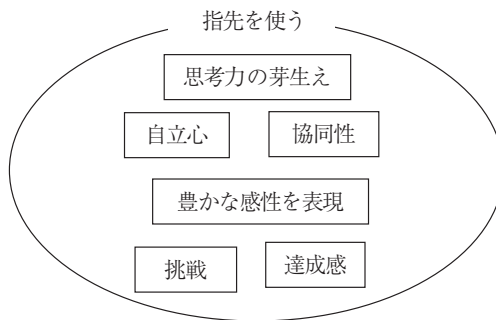 指先を使う
思考力の芽生え
自立心
協同性
豊かな感性を表現
挑戦
達成感